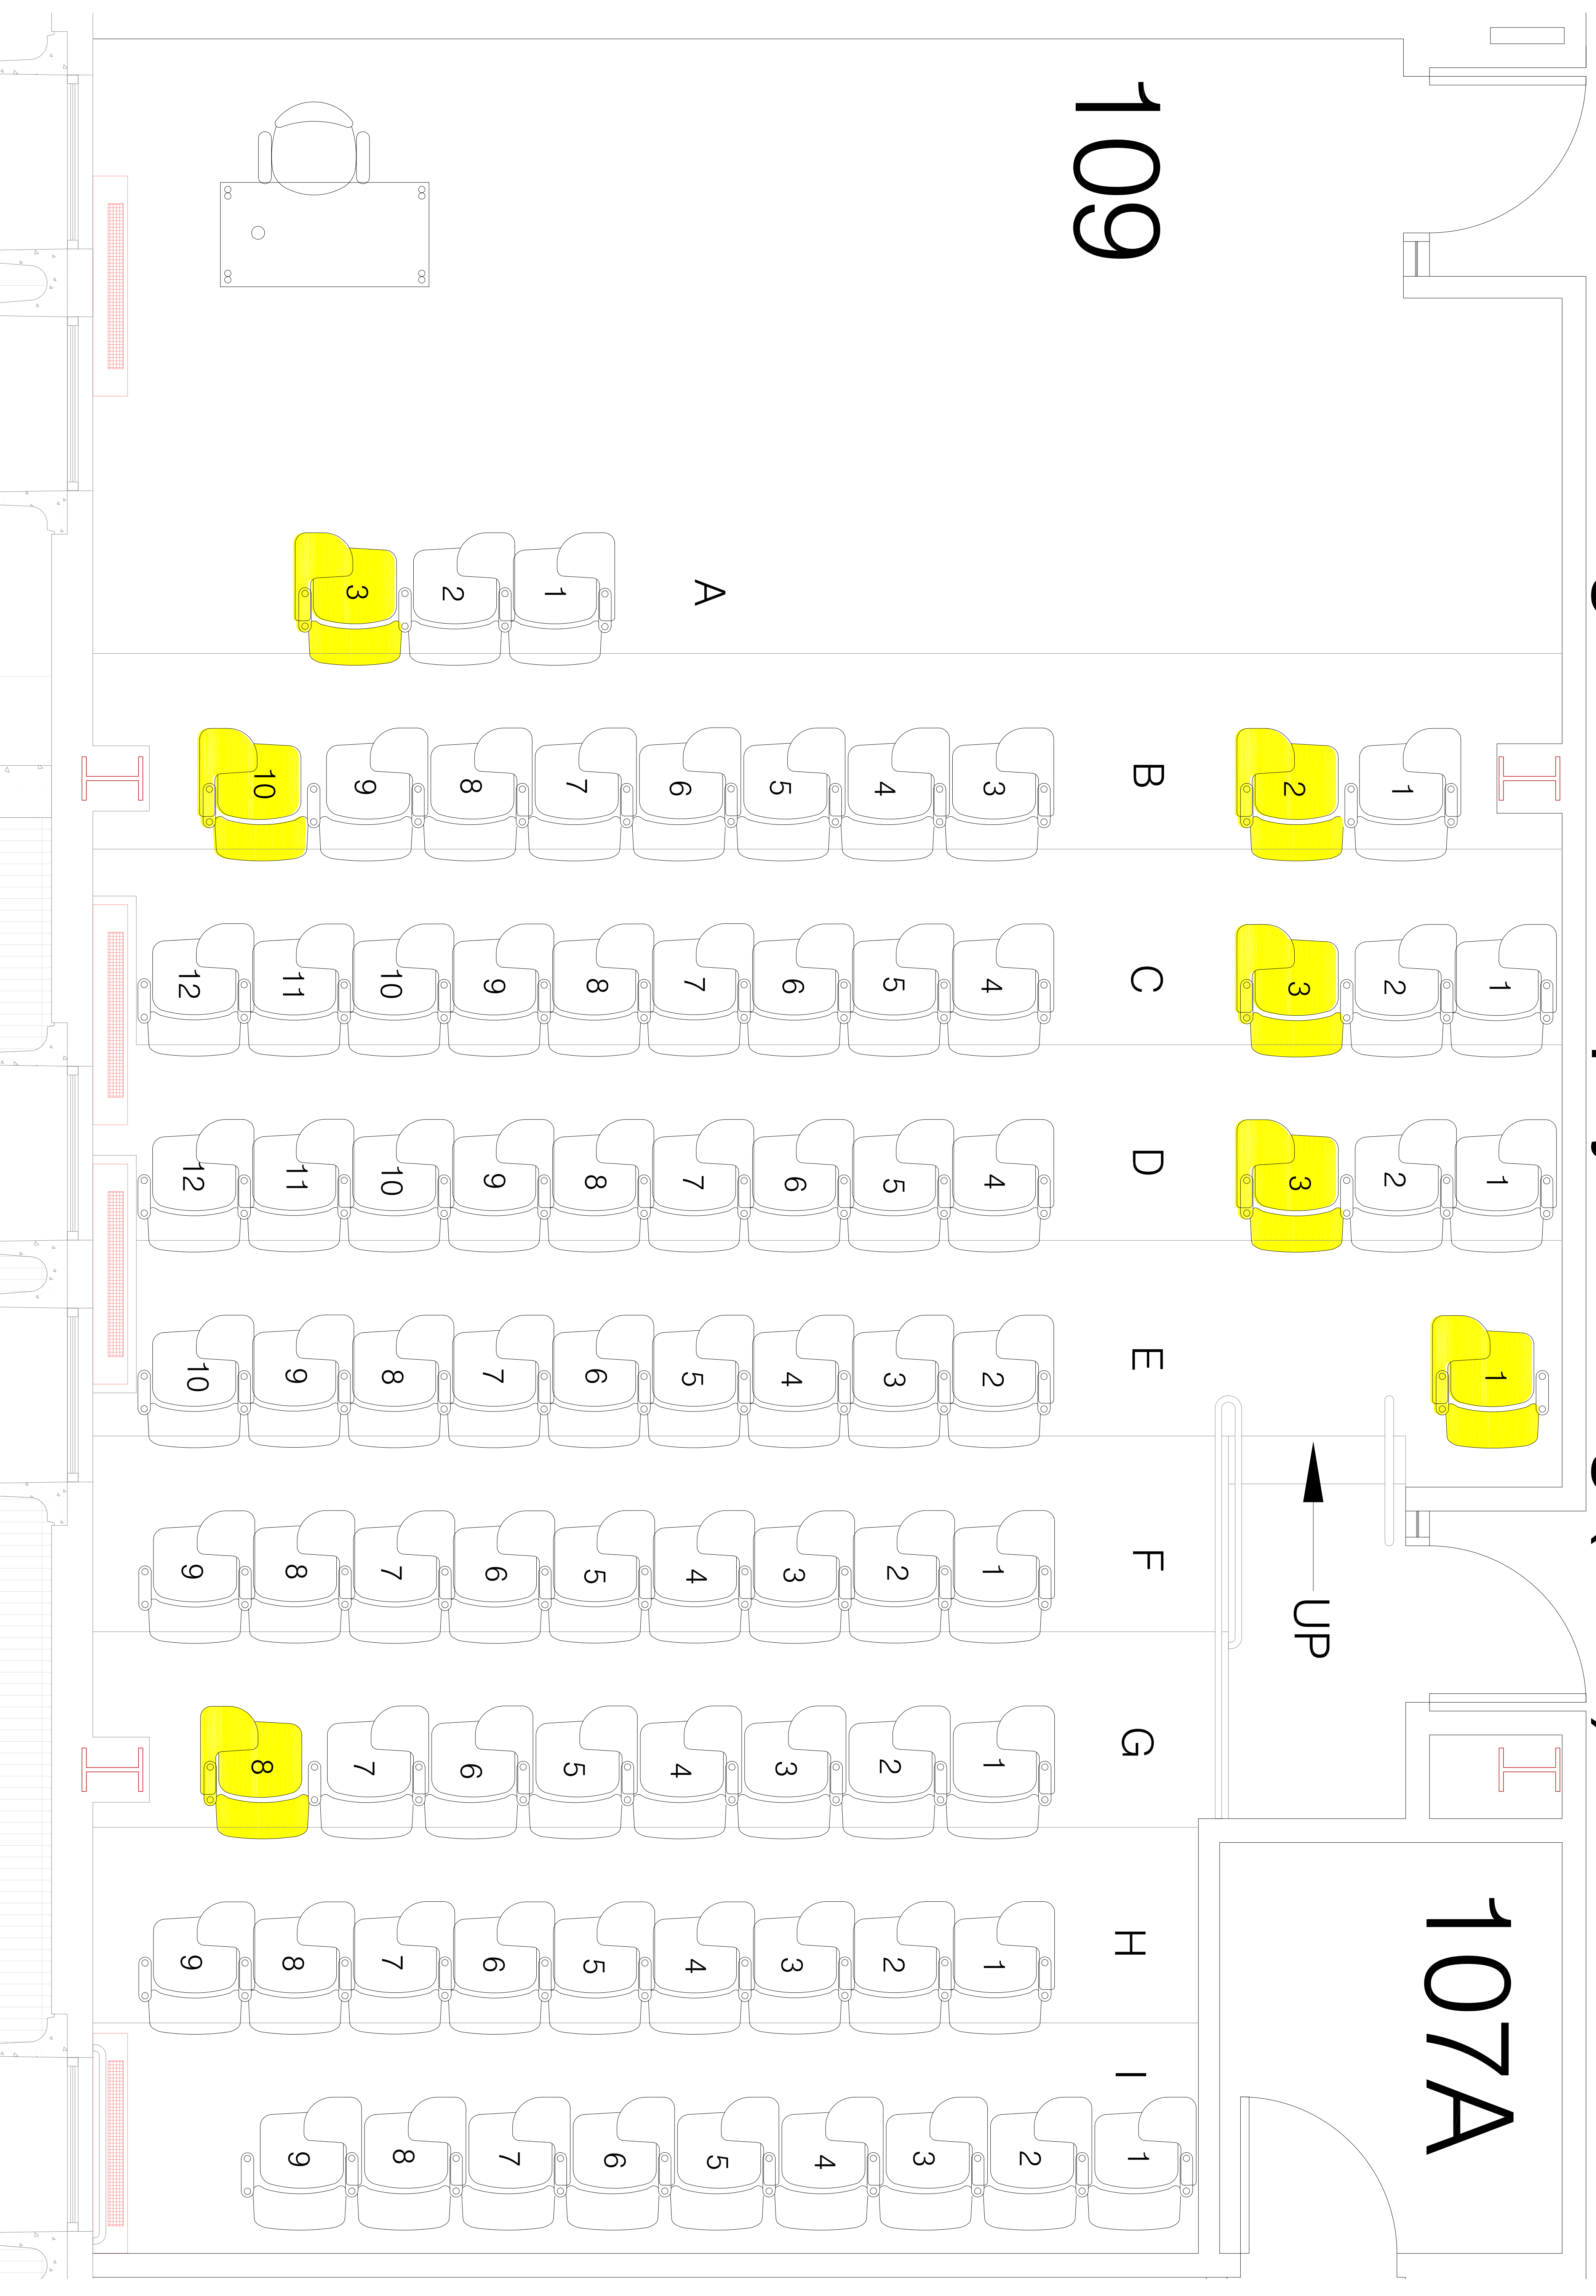 109
3 2 1 A
10 9 8 7 6 5 4 3 B 2 1
12 11 10 9 8 7 6 5 4 C 3 2 1
12 11 10 9 8 7 6 5 4 D 3 2 1
10 9 8 7 6 5 4 3 2 E 1
9 8 7 6 5 4 3 2 1 F
UP
8 7 6 5 4 3 2 1 G
9 8 7 6 5 4 3 2 1 H
107A
I
9 8 7 6 5 4 3 2 1